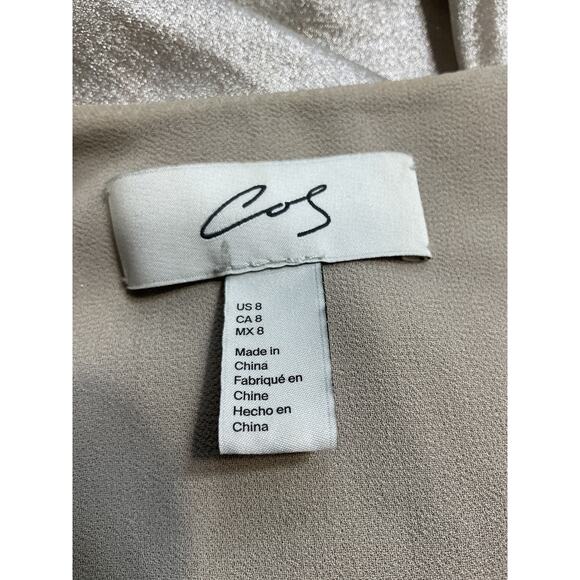 Cos
US 8
CA 8
MX 8
Made in
China
Fabriqué en
Chine
Hecho en
China